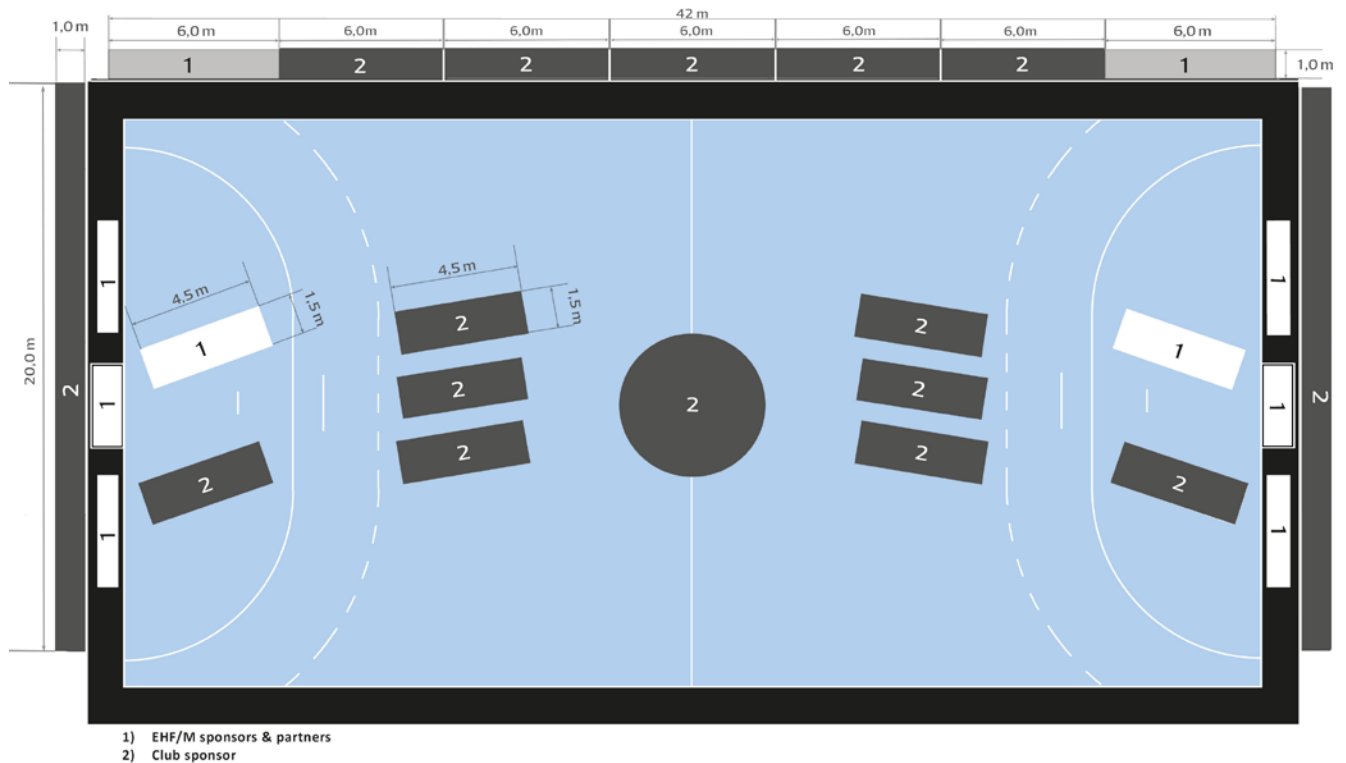 42 m
1,0 m 6,0 m 6,0m 6,0m 6,0m 6,0m 6,0m 6,0 m
1 2 2 2 2 2 1 1,0 m
20,0 m
2
1
1
1
4,5 m
1,5 m
1
2
4,5 m
1,5 m
2
2
2
2
2
2
2
1
2
1
1
1
2
1) EHF/M sponsors & partners
2) Club sponsor